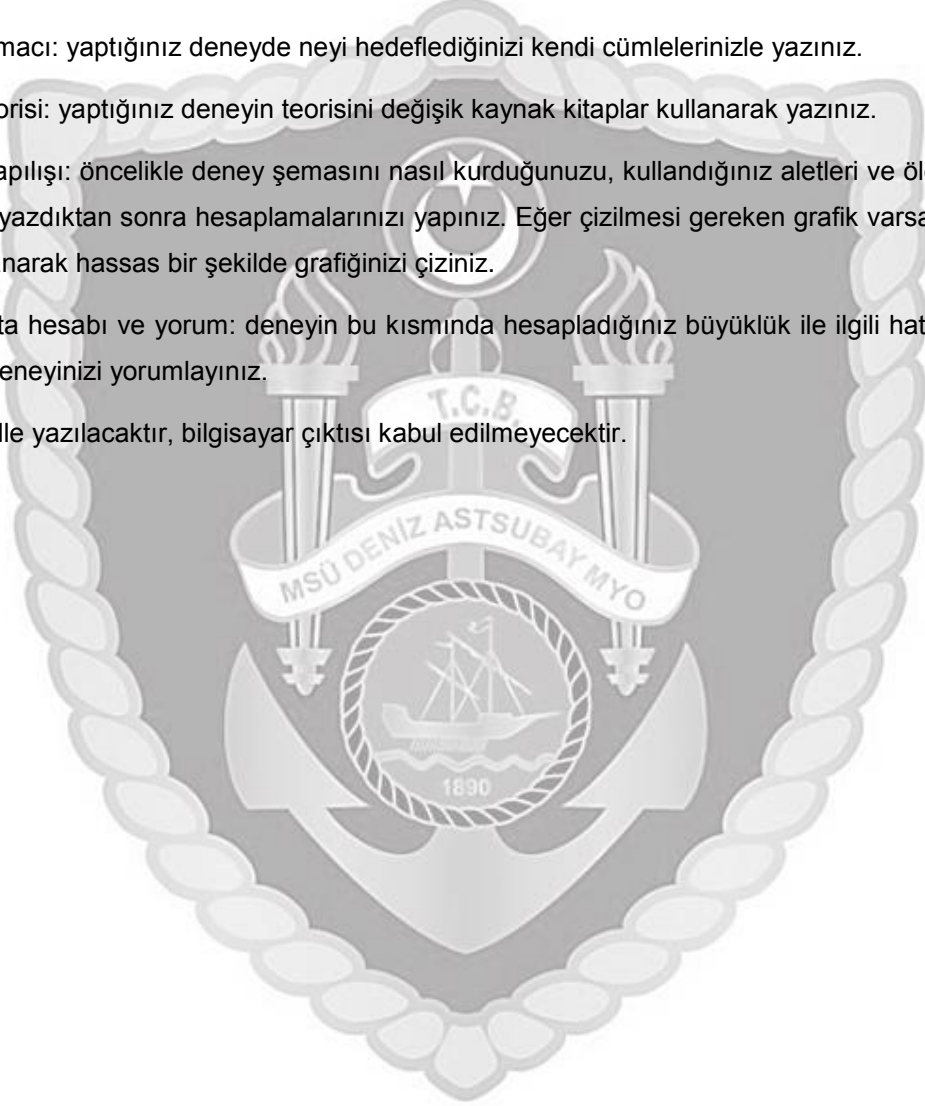 macı: yaptığınız deneyde neyi hedeflediğinizi kendi cümlelerinizle yazınız.
orisi: yaptığınız deneyin teorisini değişik kaynak kitaplar kullanarak yazınız.
apılışı: öncelikle deney şemasını nasıl kurduğunuzu, kullandığınız aletleri ve öl
yazdıktan sonra hesaplamalarınızı yapınız. Eğer çizilmesi gereken grafik varsa
narak hassas bir şekilde grafiğinizi çiziniz.
ta hesabı ve yorum: deneyin bu kısmında hesapladığınız büyüklük ile ilgili hat
eneyinizi yorumlayınız.
T.C.B.
lle yazılacaktır, bilgisayar çıktısı kabul edilmeyecektir.
MSÜ DENİZ ASTSUBAY MYO
1890